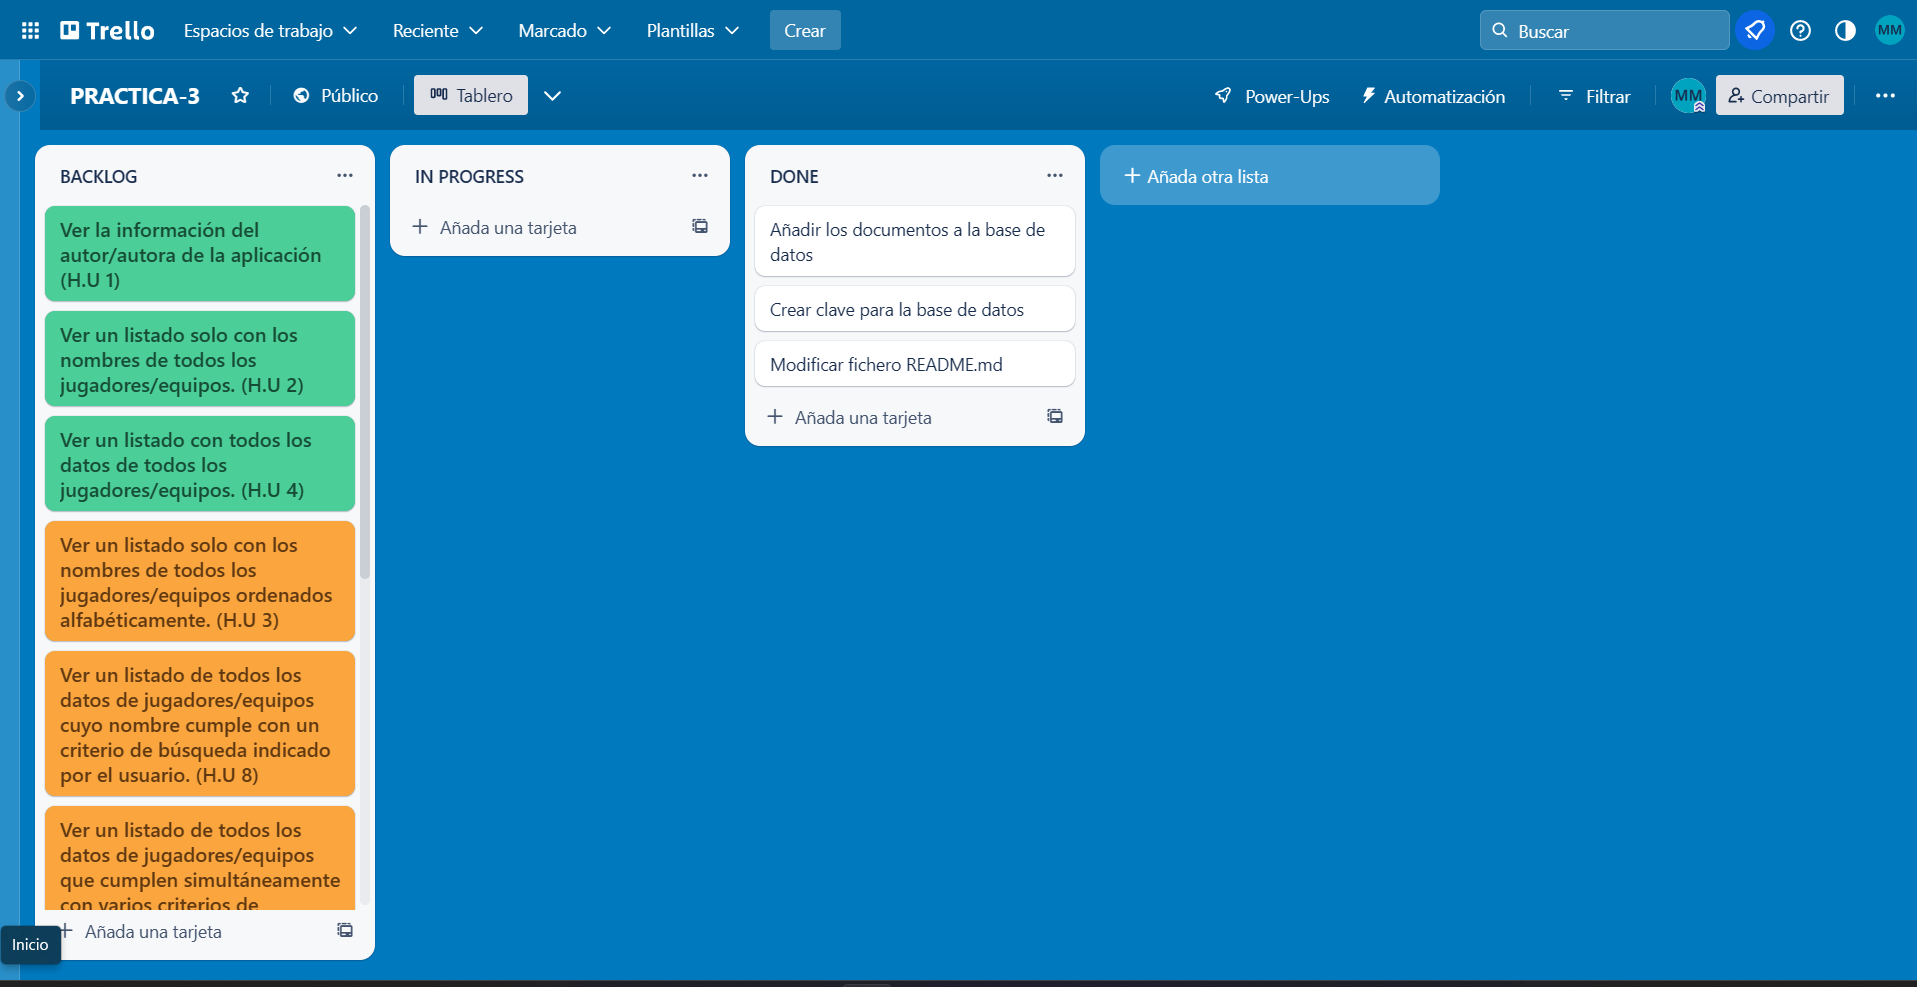 Trello
Espacios de trabajo
Reciente
Marcado
Plantillas
Crear
Buscar
MM
PRACTICA-3
Público
Tablero
Power-Ups
Automatización
Filtrar
MM
Compartir
BACKLOG
Ver la información del
autor/autora de la aplicación
(H.U 1)
Ver un listado solo con los
nombres de todos los
jugadores/equipos. (H.U 2)
Ver un listado con todos los
datos de todos los
jugadores/equipos. (H.U 4)
Ver un listado solo con los
nombres de todos los
jugadores/equipos ordenados
alfabéticamente. (H.U 3)
Ver un listado de todos los
datos de jugadores/equipos
cuyo nombre cumple con un
criterio de búsqueda indicado
por el usuario. (H.U 8)
Ver un listado de todos los
datos de jugadores/equipos
que cumplen simultáneamente
con varios criterios de
Añada una tarjeta
Inicio
IN PROGRESS
Añada una tarjeta
DONE
Añadir los documentos a la base de
datos
Crear clave para la base de datos
Modificar fichero README.md
Añada una tarjeta
Añada otra lista